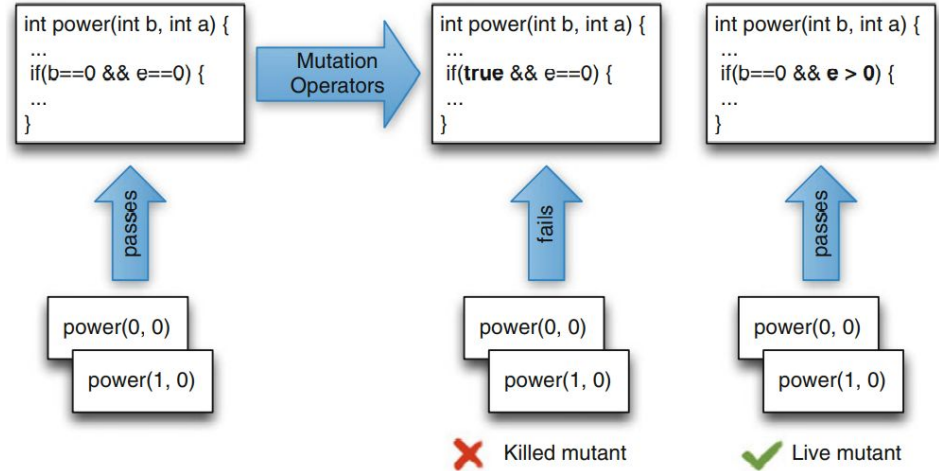 int power(int b, int a) {
...
if(b==0 && e==0) {
...
}
Mutation
Operators
int power(int b, int a) {
...
if(true && e==0) {
...
}
int power(int b, int a) {
...
if(b==0 && e > 0) {
...
}
passes
fails
passes
power(0, 0)
power(1, 0)
power(0, 0)
power(1, 0)
power(0, 0)
power(1, 0)
Killed mutant
Live mutant